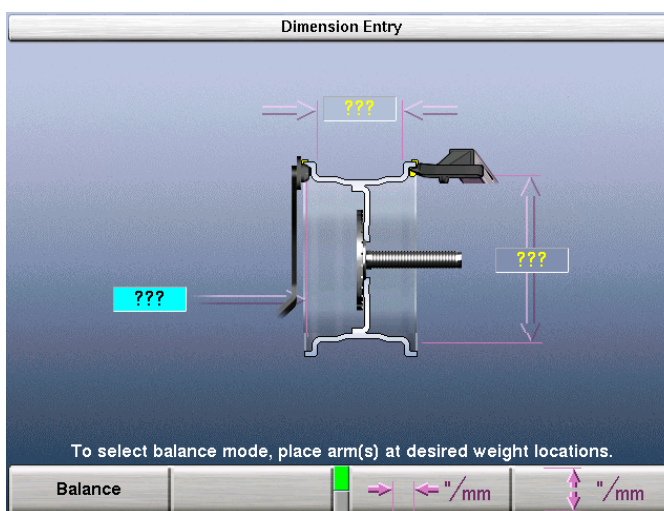 Dimension Entry
???
???
???
To select balance mode, place arm(s) at desired weight locations.
Balance
"/mm
"/mm